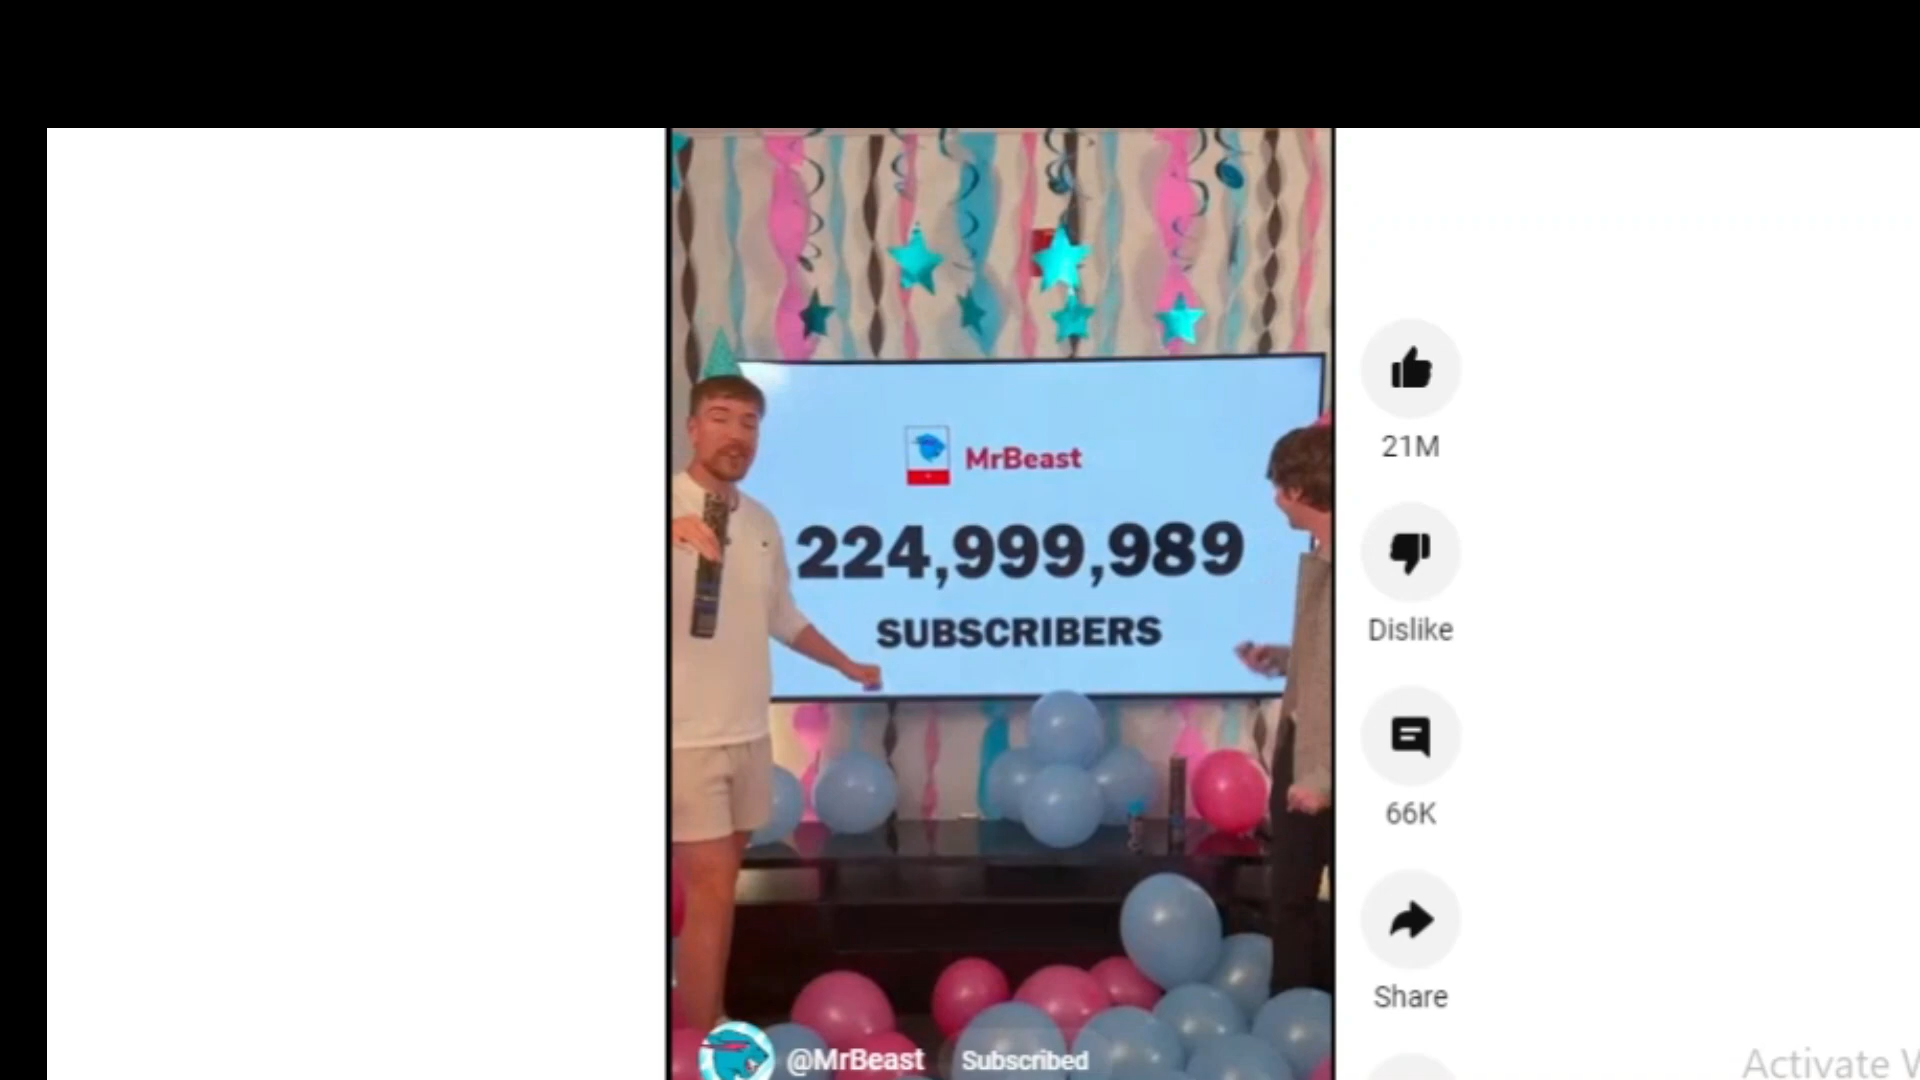 MrBeast
224,999,989
SUBSCRIBERS
21M
Dislike
66K
Share
@MrBeast Subscribed
Activate